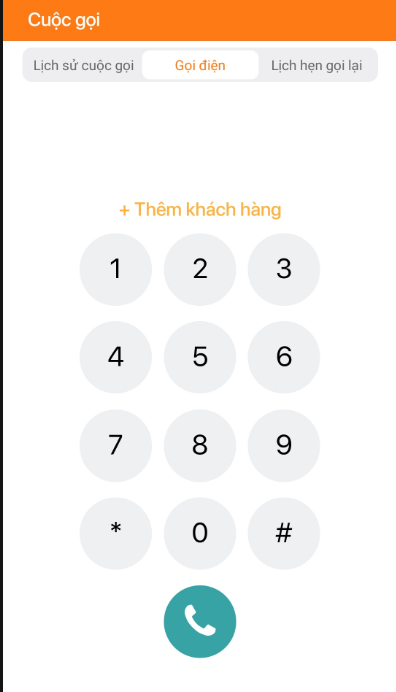 Cuộc gọi
Lịch sử cuộc gọi Gọi điện Lịch hẹn gọi lại
+ Thêm khách hàng
1 2 3
4 5 6
7 8 9
* 0 #